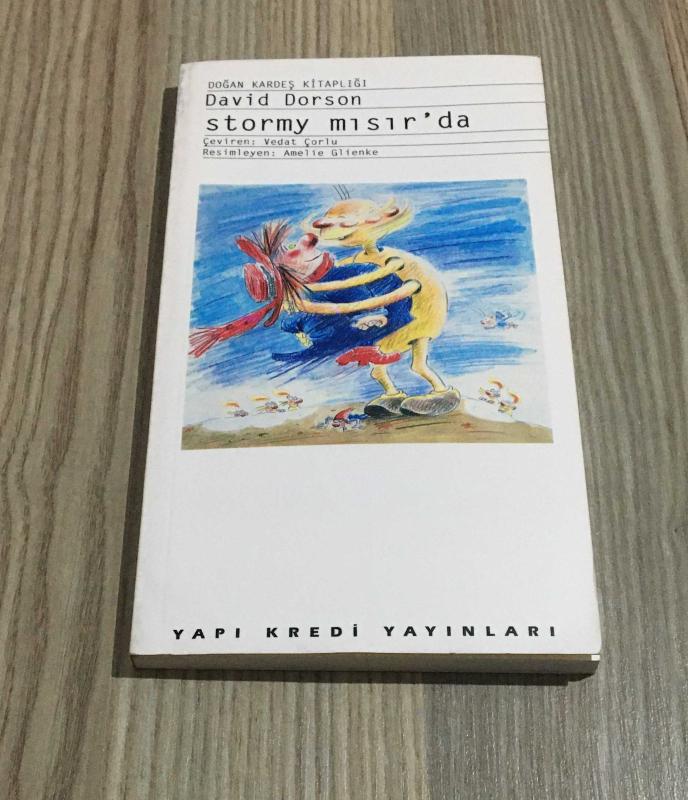 DOĞAN KARDEŞ KİTAPLIĞI
David Dorson
stormy mısır'da
Çeviren: Vedat Çorlu
Resimleyen: Amelie Glienke
YAPI KREDİ YAYINLARI